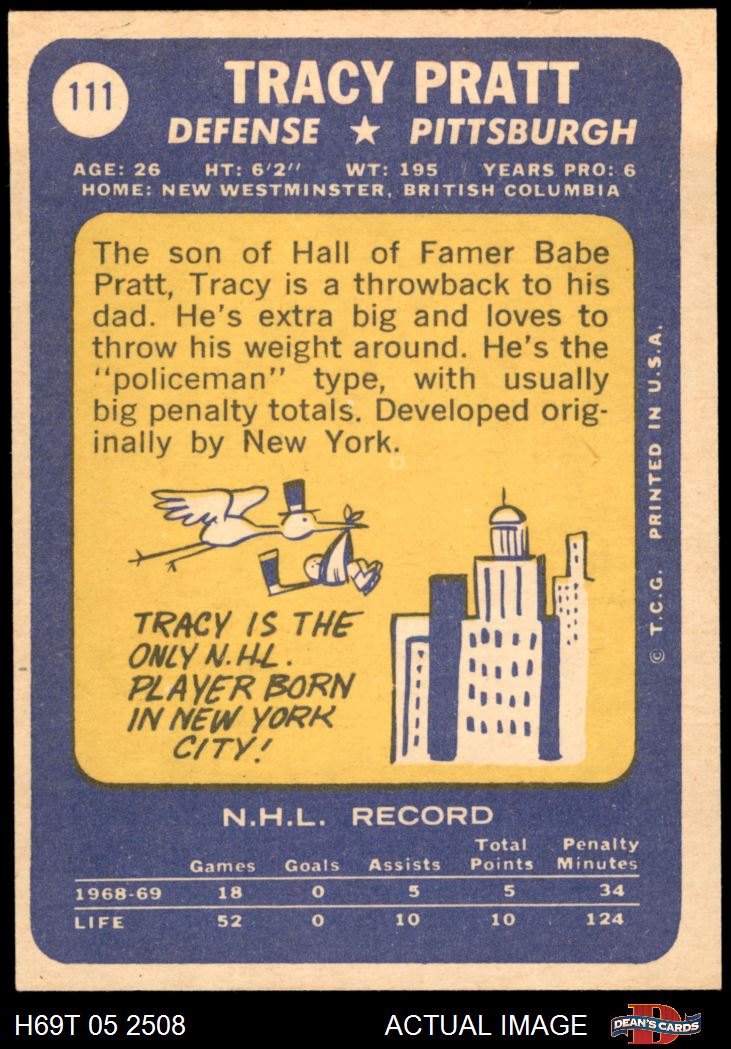 111
TRACY PRATT
DEFENSE ★ PITTSBURGH
AGE: 26 HT: 6'2" WT: 195 YEARS PRO: 6
HOME: NEW WESTMINSTER, BRITISH COLUMBIA
The son of Hall of Famer Babe
Pratt, Tracy is a throwback to his
dad. He's extra big and loves to
throw his weight around. He's the
"policeman" type, with usually
big penalty totals. Developed orig-
inally by New York.
TRACY IS THE
ONLY N.H.L.
PLAYER BORN
IN NEW YORK
CITY!
© T.C.G. PRINTED IN U.S.A.
N.H.L. RECORD
Games Goals Assists Total Points Penalty Minutes
1968-69 18 0 5 5 34
LIFE 52 0 10 10 124
H69T 05 2508 ACTUAL IMAGE
D
DEAN'S CARDS